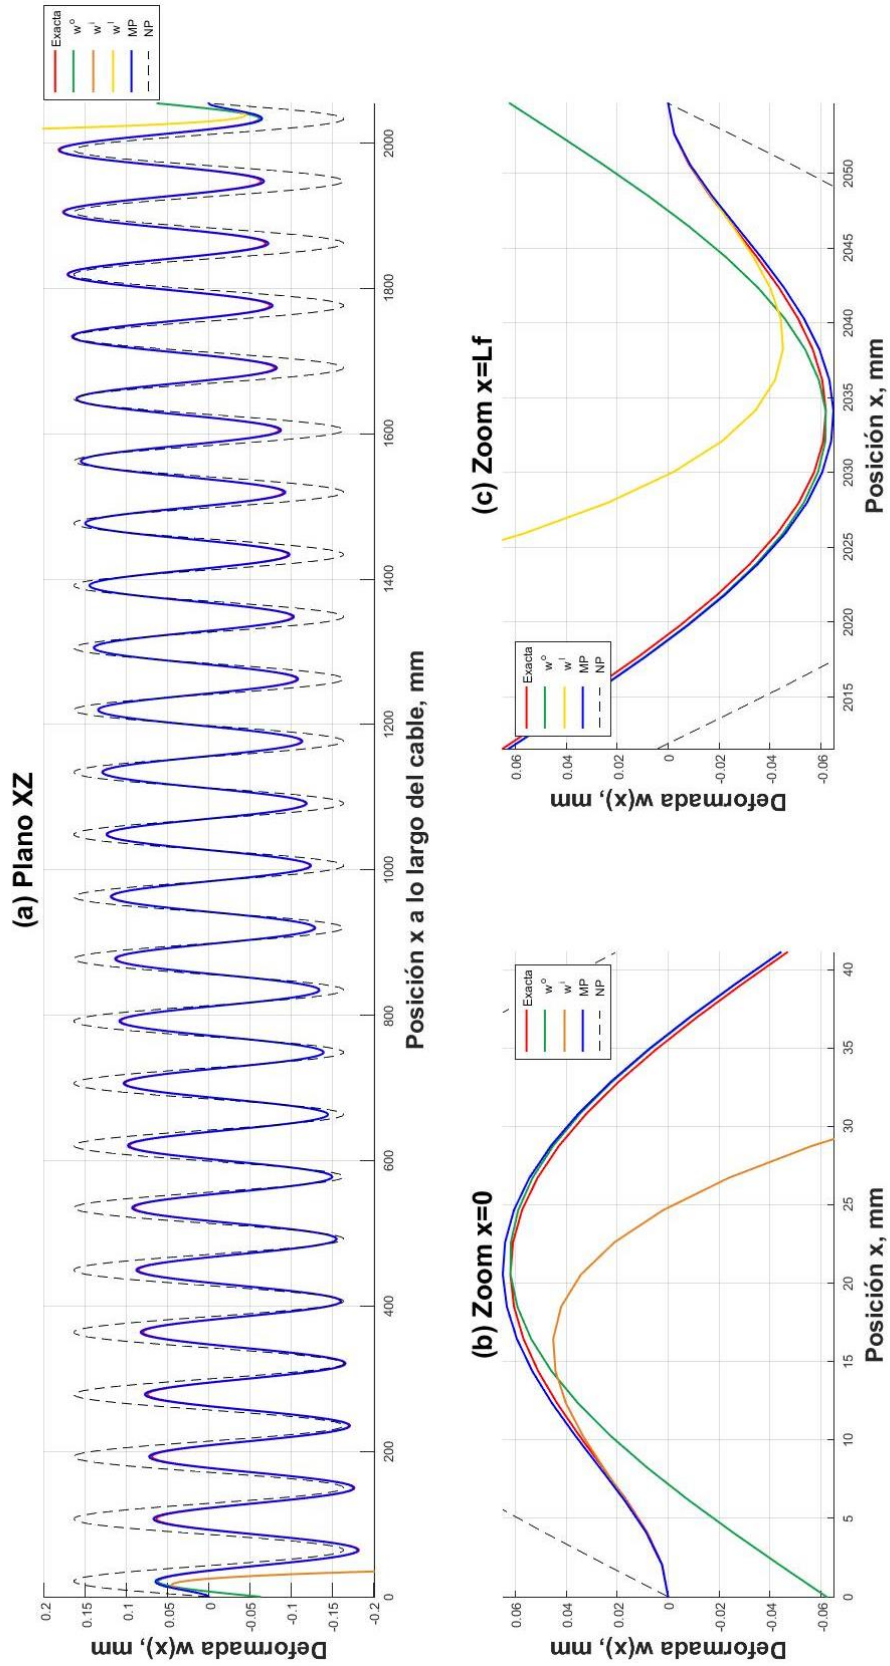 (a) Plano XZ
Exacta
w^o
w^i
w^l
MP
NP
Deformada w(x), mm
0.2
0.15
0.1
0.05
0
-0.05
-0.1
-0.15
-0.2
0 200 400 600 800 1000 1200 1400 1600 1800 2000
Posición x a lo largo del cable, mm
(b) Zoom x=0
Exacta
w^o
w^i
MP
NP
Deformada w(x), mm
0.06
0.04
0.02
0
-0.02
-0.04
-0.06
0 5 10 15 20 25 30 35 40
Posición x, mm
(c) Zoom x=Lf
Exacta
w^o
w^l
MP
NP
Deformada w(x), mm
0.06
0.04
0.02
0
-0.02
-0.04
-0.06
2015 2020 2025 2030 2035 2040 2045 2050
Posición x, mm